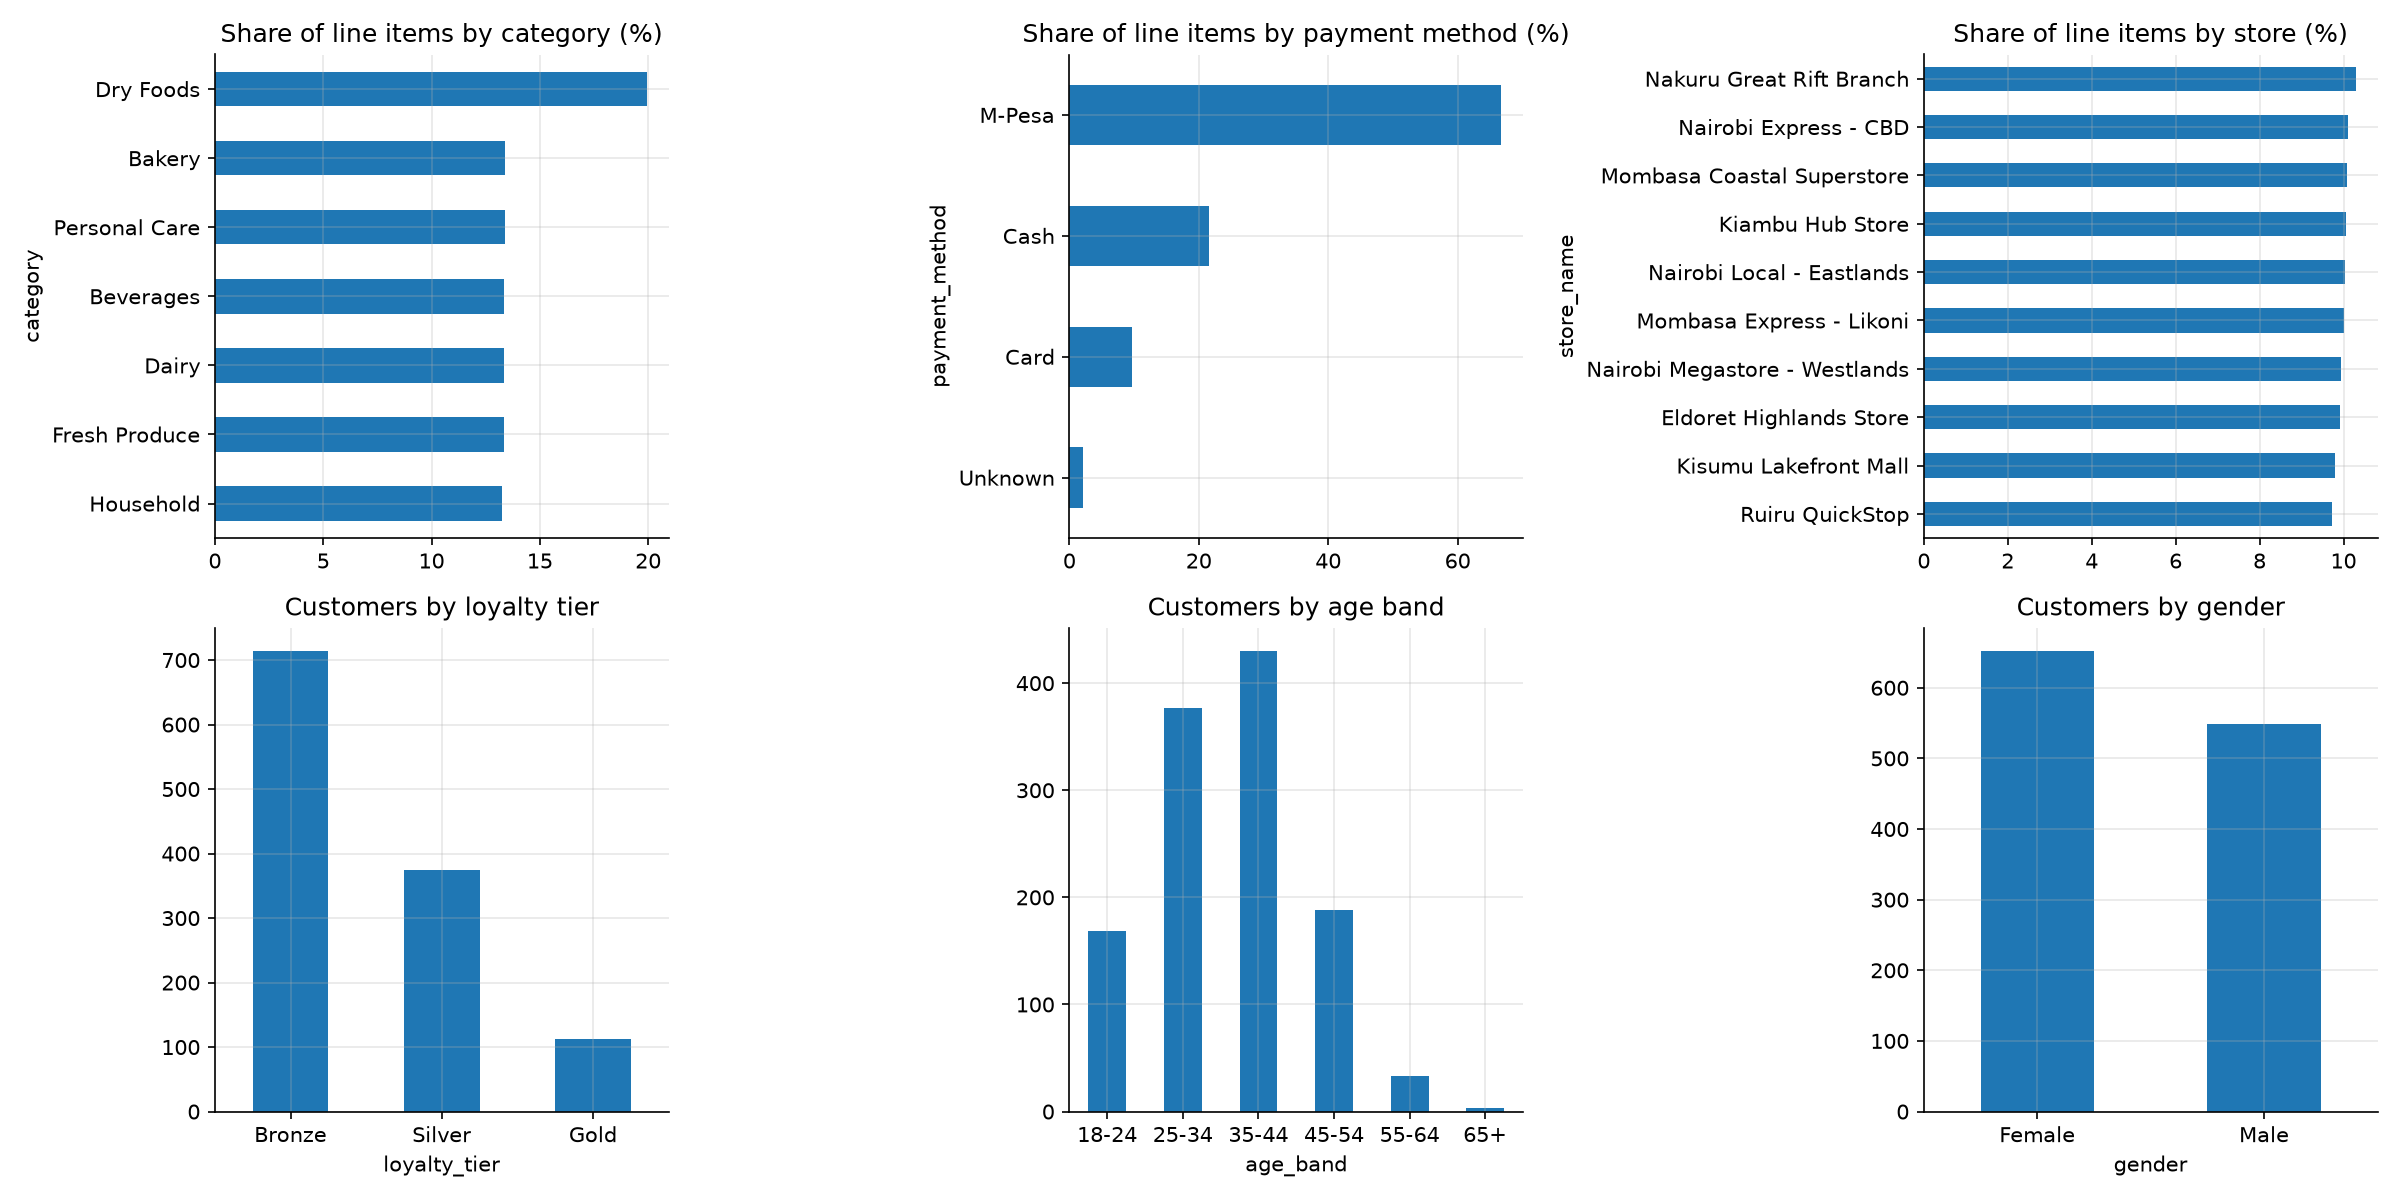 Share of line items by category (%)
category
Dry Foods
Bakery
Personal Care
Beverages
Dairy
Fresh Produce
Household
0 5 10 15 20
Share of line items by payment method (%)
payment_method
M-Pesa
Cash
Card
Unknown
0 20 40 60
Share of line items by store (%)
store_name
Nakuru Great Rift Branch
Nairobi Express - CBD
Mombasa Coastal Superstore
Kiambu Hub Store
Nairobi Local - Eastlands
Mombasa Express - Likoni
Nairobi Megastore - Westlands
Eldoret Highlands Store
Kisumu Lakefront Mall
Ruiru QuickStop
0 2 4 6 8 10
Customers by loyalty tier
700
600
500
400
300
200
100
0
Bronze Silver Gold
loyalty_tier
Customers by age band
400
300
200
100
0
18-24 25-34 35-44 45-54 55-64 65+
age_band
Customers by gender
600
500
400
300
200
100
0
Female Male
gender